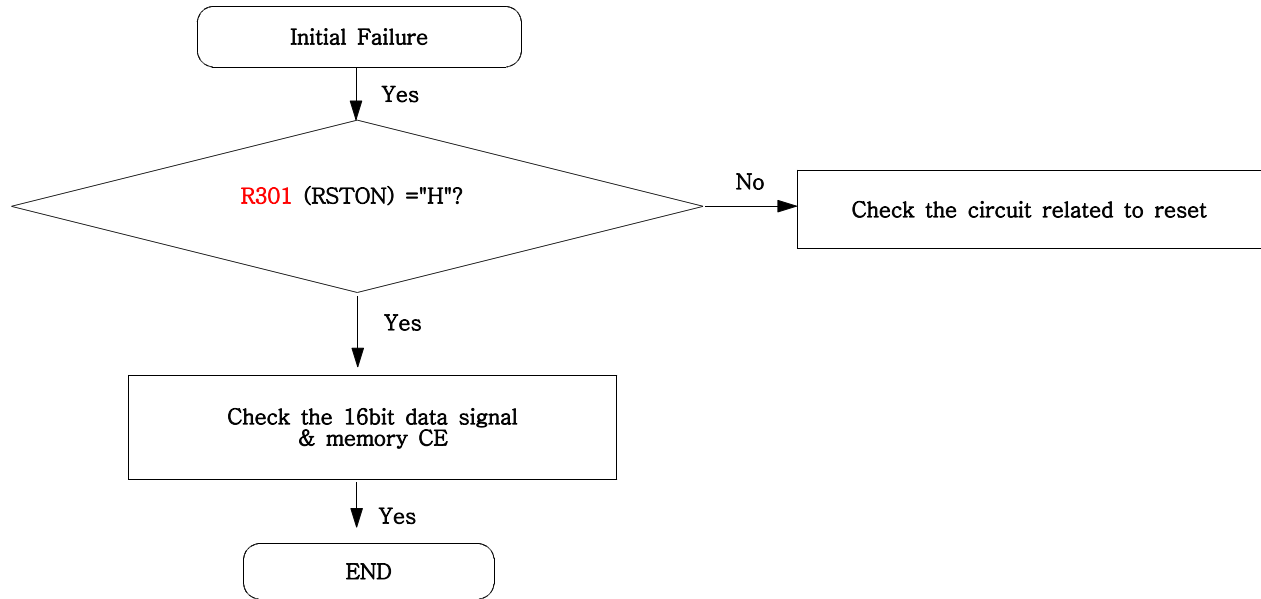 Initial Failure
Yes
R301 (RSTON) ="H"?
No
Check the circuit related to reset
Yes
Check the 16bit data signal
& memory CE
Yes
END